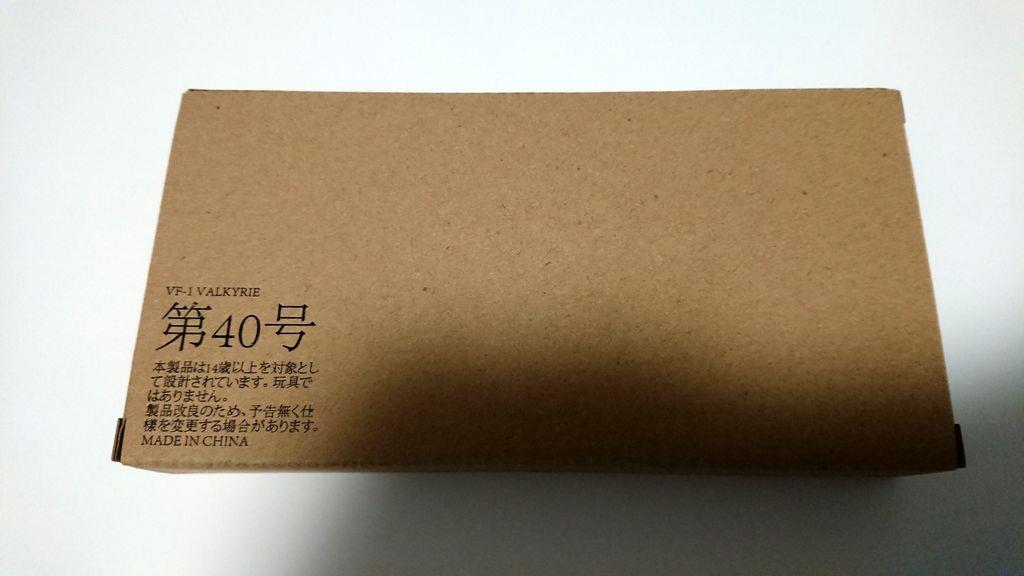 VF-1 VALKYRIE
第40号
本製品は14歳以上を対象とし
て設計されています。玩具で
はありません。
製品改良のため、予告無く仕
様を変更する場合があります。
MADE IN CHINA